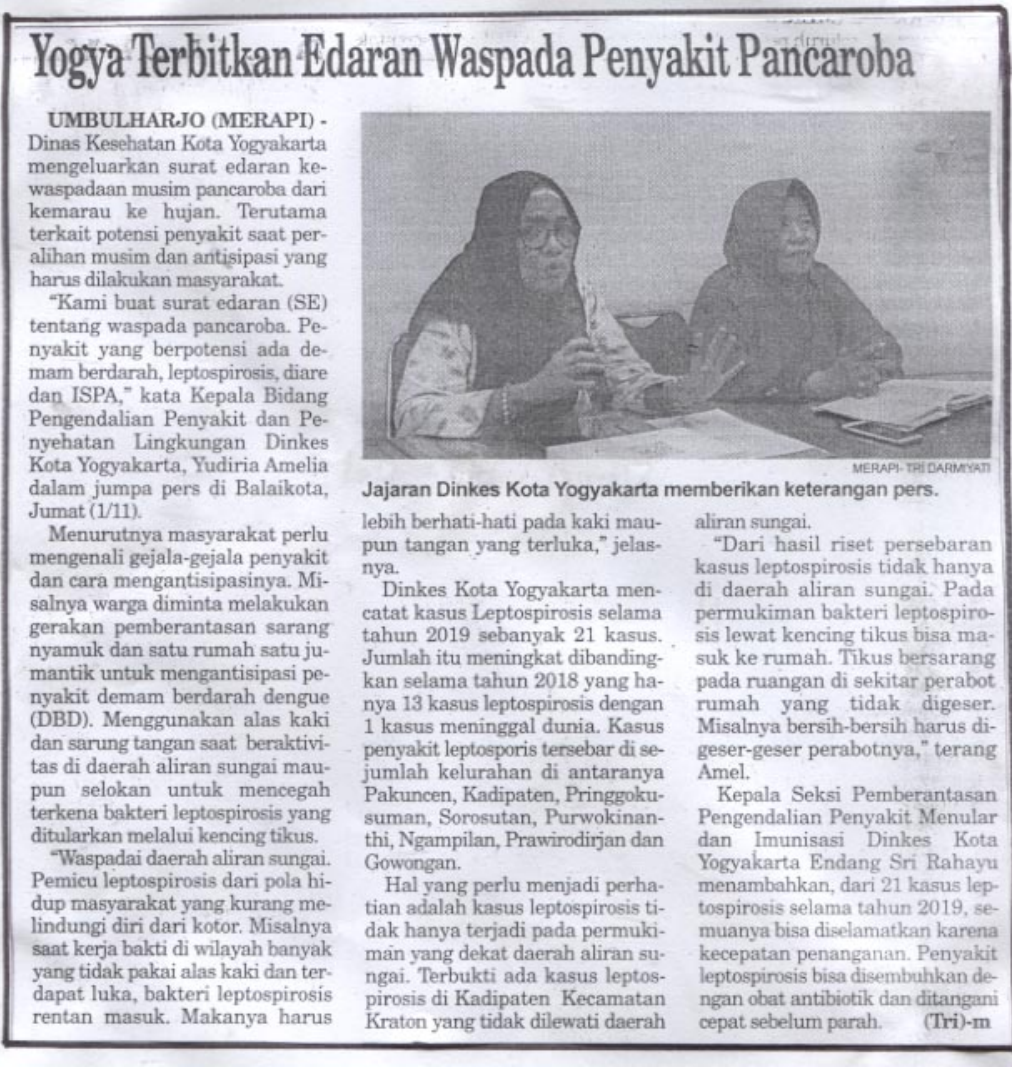 Yogya Terbitkan Edaran Waspada Penyakit Pancaroba
UMBULHARJO (MERAPI) -
Dinas Kesehatan Kota Yogyakarta
mengeluarkan surat edaran ke-
waspadaan musim pancaroba dari
kemarau ke hujan. Terutama
terkait potensi penyakit saat per-
alihan musim dan antisipasi yang
harus dilakukan masyarakat.
"Kami buat surat edaran (SE)
tentang waspada pancaroba. Pe-
nyakit yang berpotensi ada de-
mam berdarah, leptospirosis, diare
dan ISPA," kata Kepala Bidang
Pengendalian Penyakit dan Pe-
nyehatan Lingkungan Dinkes
Kota Yogyakarta, Yudiria Amelia
dalam jumpa pers di Balaikota,
Jumat (1/11).
Menurutnya masyarakat perlu
mengenali gejala-gejala penyakit
dan cara mengantisipasinya. Mi-
salnya warga diminta melakukan
gerakan pemberantasan sarang
nyamuk dan satu rumah satu ju-
mantik untuk mengantisipasi pe-
nyakit demam berdarah dengue
(DBD). Menggunakan alas kaki
dan sarung tangan saat beraktivi-
tas di daerah aliran sungai mau-
pun selokan untuk mencegah
terkena bakteri leptospirosis yang
ditularkan melalui kencing tikus.
"Waspadai daerah aliran sungai.
Pemicu leptospirosis dari pola hi-
dup masyarakat yang kurang me-
lindungi diri dari kotor. Misalnya
saat kerja bakti di wilayah banyak
yang tidak pakai alas kaki dan ter-
dapat luka, bakteri leptospirosis
rentan masuk. Makanya harus
MERAPI- TRI DARMIYATI
Jajaran Dinkes Kota Yogyakarta memberikan keterangan pers.
lebih berhati-hati pada kaki mau-
pun tangan yang terluka," jelas-
nya.
Dinkes Kota Yogyakarta men-
catat kasus Leptospirosis selama
tahun 2019 sebanyak 21 kasus.
Jumlah itu meningkat dibanding-
kan selama tahun 2018 yang ha-
nya 13 kasus leptospirosis dengan
1 kasus meninggal dunia. Kasus
penyakit leptosporis tersebar di se-
jumlah kelurahan di antaranya
Pakuncen, Kadipaten, Pringgoku-
suman, Sorosutan, Purwokinan-
thi, Ngampilan, Prawirodirjan dan
Gowongan.
Hal yang perlu menjadi perha-
tian adalah kasus leptospirosis ti-
dak hanya terjadi pada permuki-
man yang dekat daerah aliran su-
ngai. Terbukti ada kasus leptos-
pirosis di Kadipaten Kecamatan
Kraton yang tidak dilewati daerah
aliran sungai.
"Dari hasil riset persebaran
kasus leptospirosis tidak hanya
di daerah aliran sungai. Pada
permukiman bakteri leptospiro-
sis lewat kencing tikus bisa ma-
suk ke rumah. Tikus bersarang
pada ruangan di sekitar perabot
rumah yang tidak digeser.
Misalnya bersih-bersih harus di-
geser-geser perabotnya," terang
Amel.
Kepala Seksi Pemberantasan
Pengendalian Penyakit Menular
dan Imunisasi Dinkes Kota
Yogyakarta Endang Sri Rahayu
menambahkan, dari 21 kasus lep-
tospirosis selama tahun 2019, se-
muanya bisa diselamatkan karena
kecepatan penanganan. Penyakit
leptospirosis bisa disembuhkan de-
ngan obat antibiotik dan ditangani
cepat sebelum parah. (Tri)-m